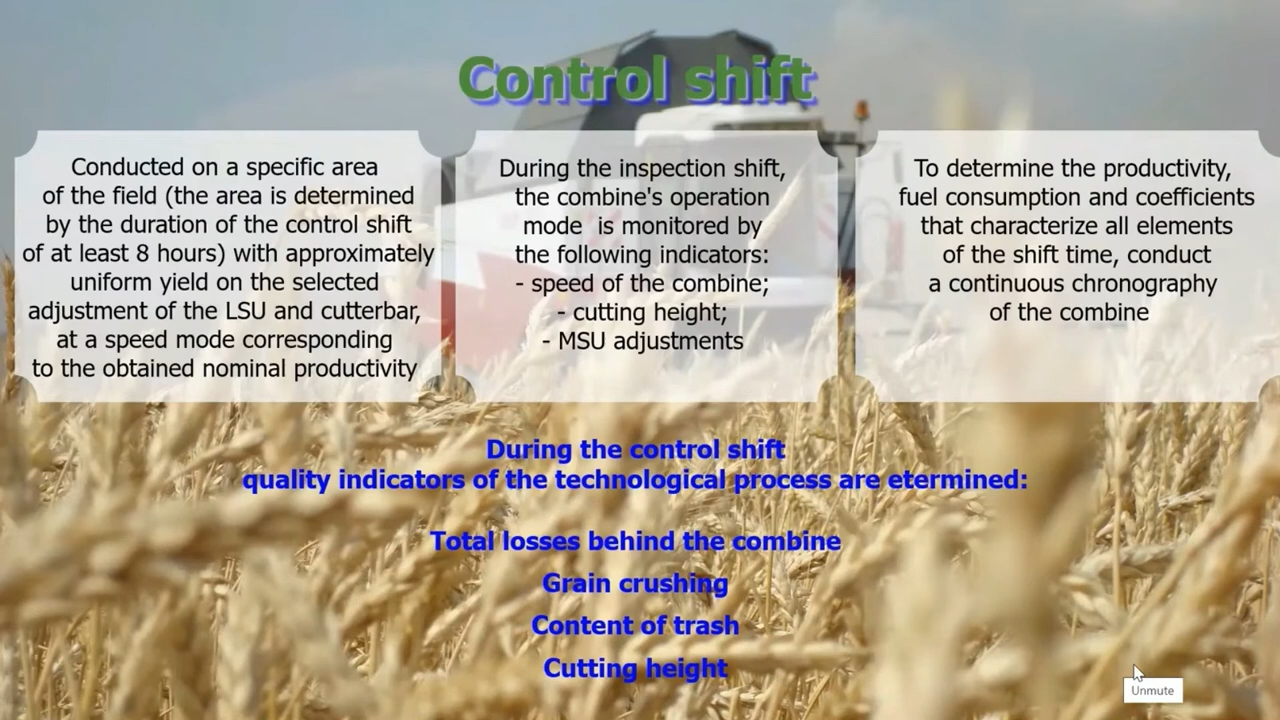 Control shift
Conducted on a specific area
of the field (the area is determined
by the duration of the control shift
of at least 8 hours) with approximately
uniform yield on the selected
adjustment of the LSU and cutterbar,
at a speed mode corresponding
to the obtained nominal productivity
During the inspection shift,
the combine's operation
mode is monitored by
the following indicators:
- speed of the combine;
- cutting height;
- MSU adjustments
To determine the productivity,
fuel consumption and coefficients
that characterize all elements
of the shift time, conduct
a continuous chronography
of the combine
During the control shift
quality indicators of the technological process are etermined:
Total losses behind the combine
Grain crushing
Content of trash
Cutting height
Unmute